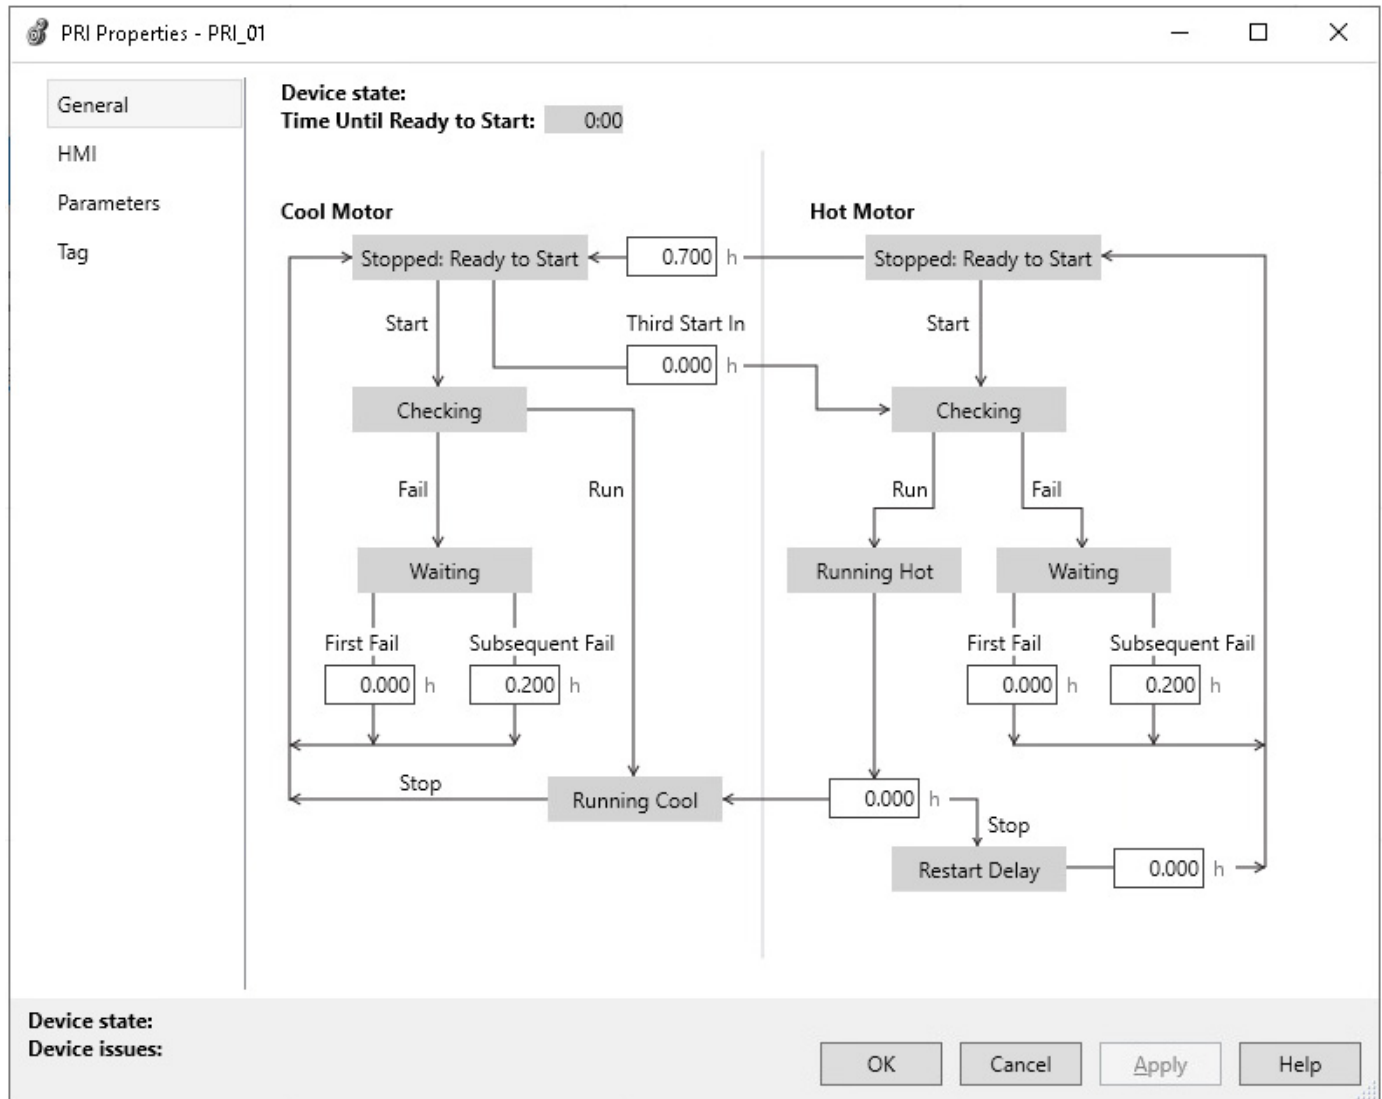 PRI Properties - PRI_01
General
HMI
Parameters
Tag
Device state:
Time Until Ready to Start: 0:00
Cool Motor
Hot Motor
Stopped: Ready to Start
0.700 h
Stopped: Ready to Start
Start
Third Start In
Start
0.000 h
Checking
Checking
Fail
Run
Run
Fail
Waiting
Running Hot
Waiting
First Fail
Subsequent Fail
First Fail
Subsequent Fail
0.000 h
0.200 h
0.000 h
0.200 h
Stop
Running Cool
0.000 h
Stop
Restart Delay
0.000 h
Device state:
Device issues:
OK
Cancel
Apply
Help